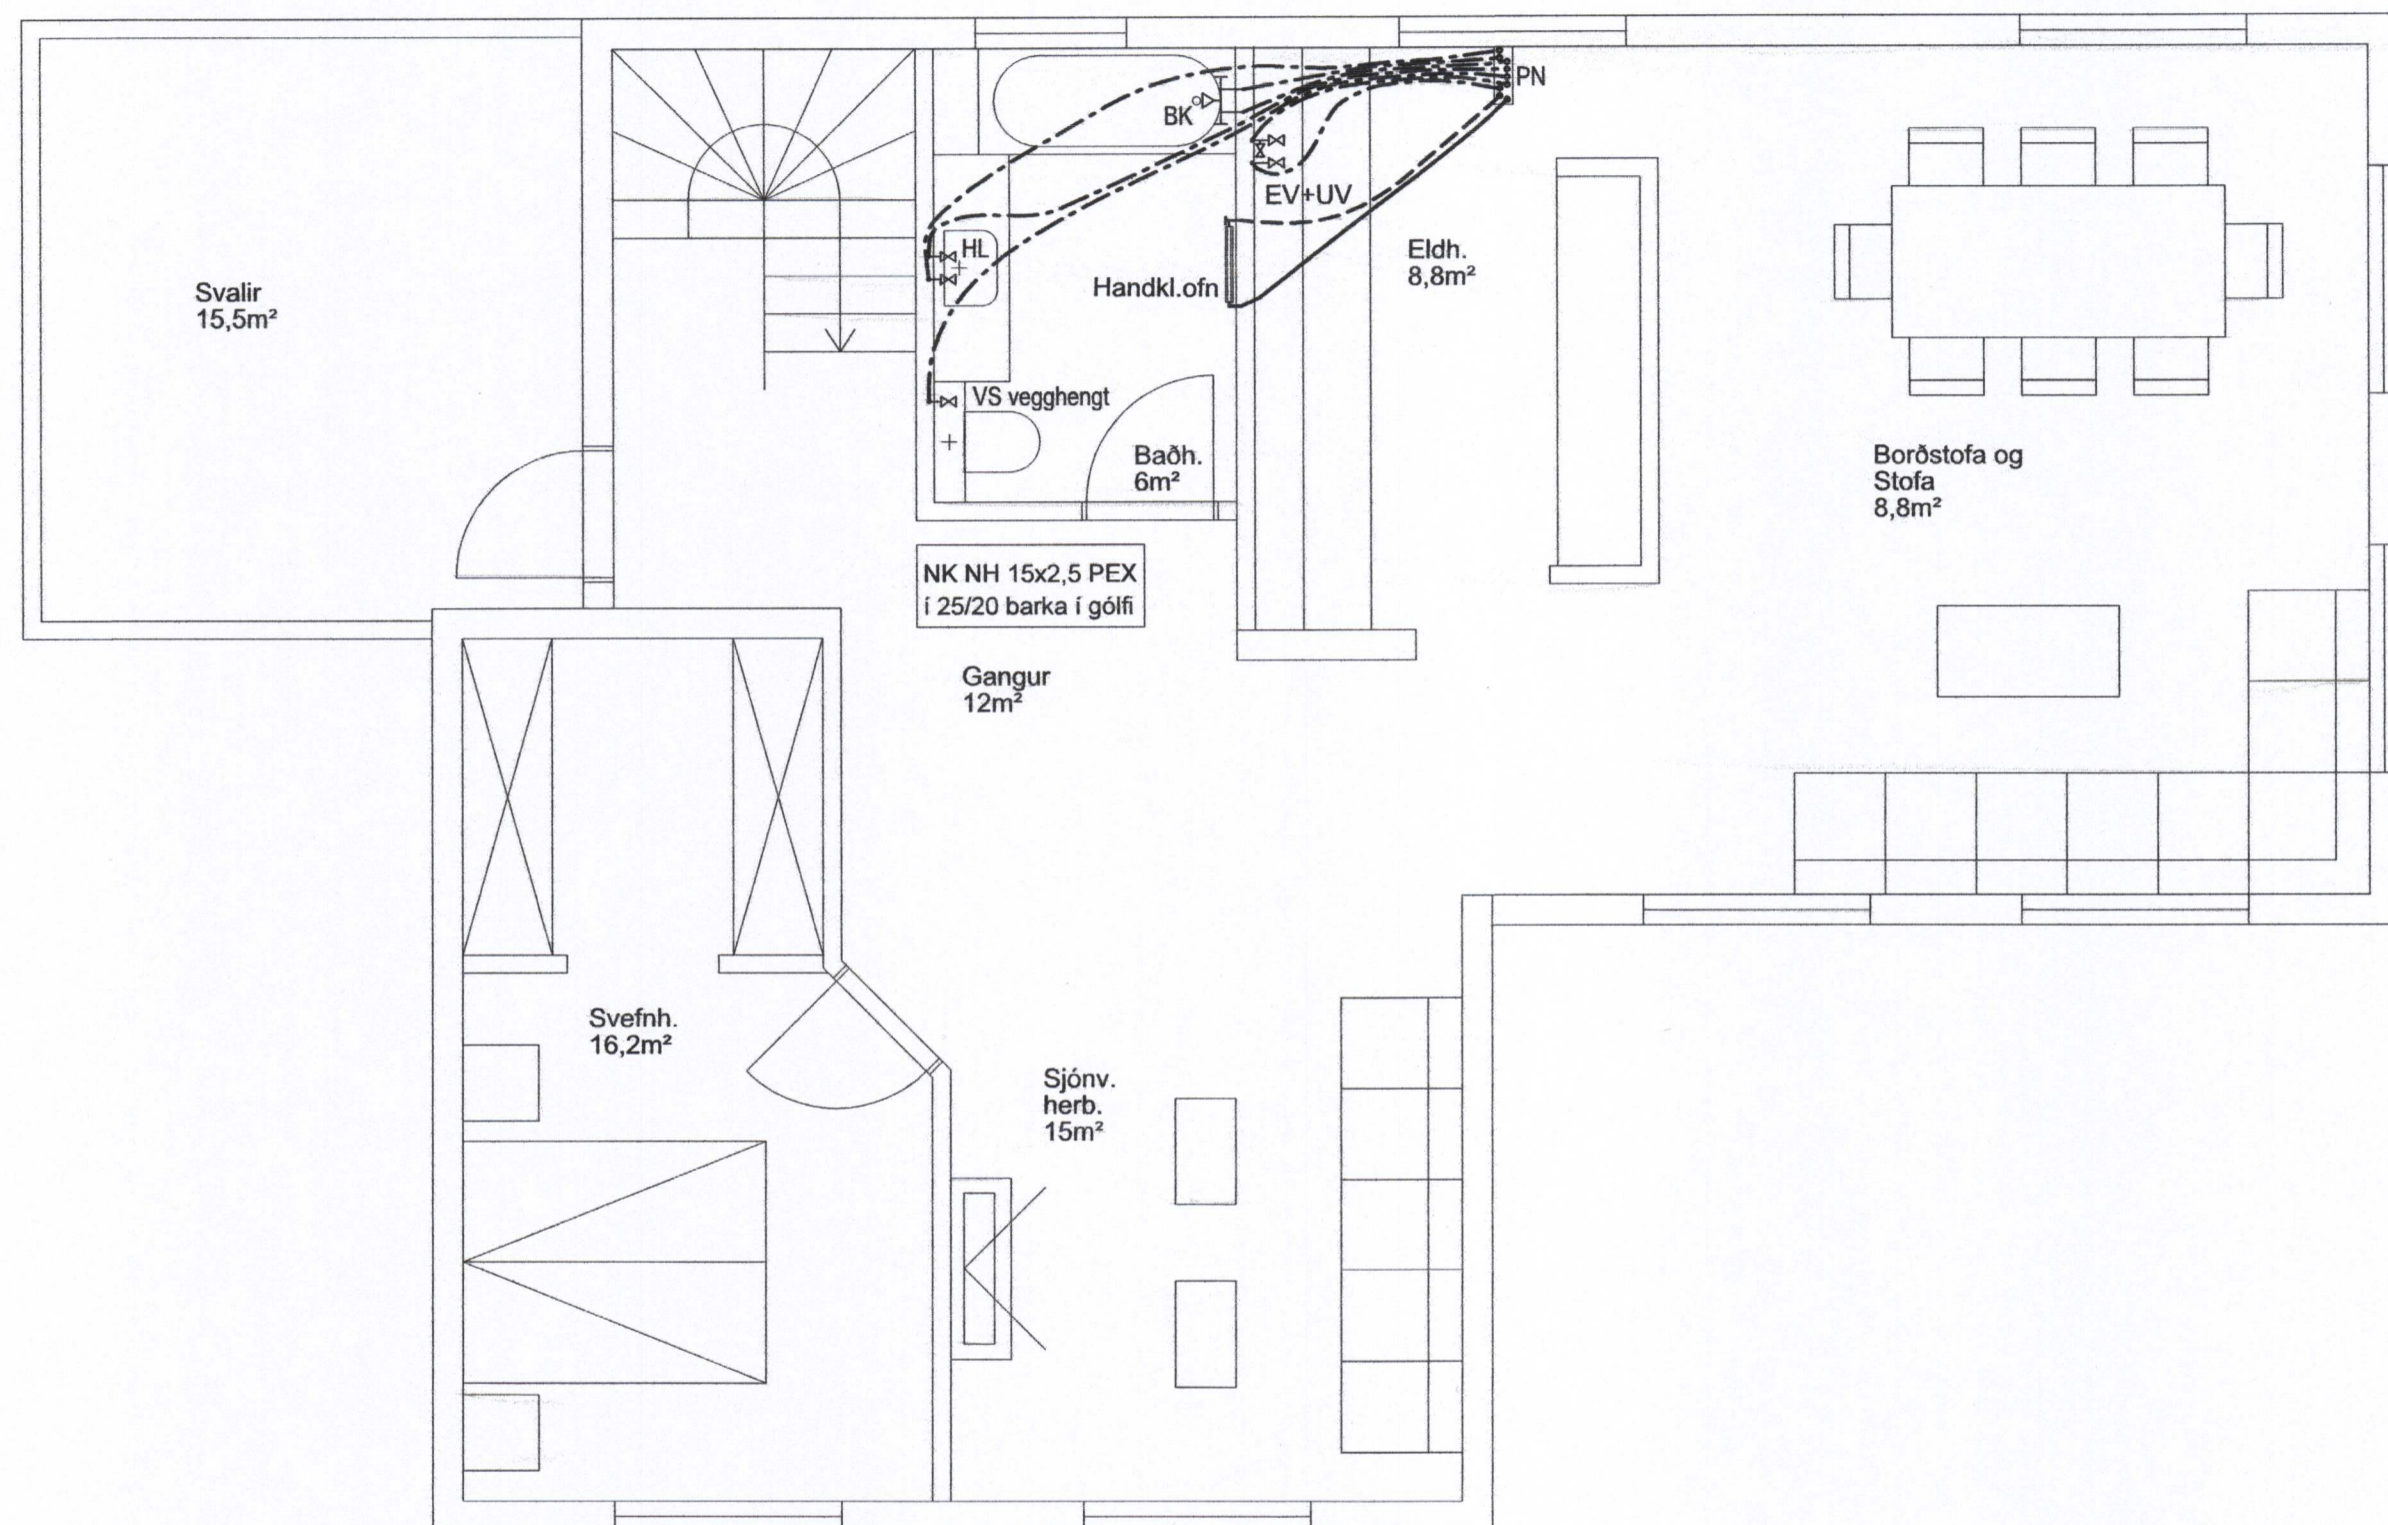 PN
BK
EV+UV
HL
Eldh.
8,8m²
Handkl.ofn
Svalir
15,5m²
VS vegghengt
Baðh.
6m²
Borðstofa og
Stofa
8,8m²
NK NH 15x2,5 PEX
í 25/20 barka í gólfi
Gangur
12m²
Svefnh.
16,2m²
Sjónv.
herb.
15m²